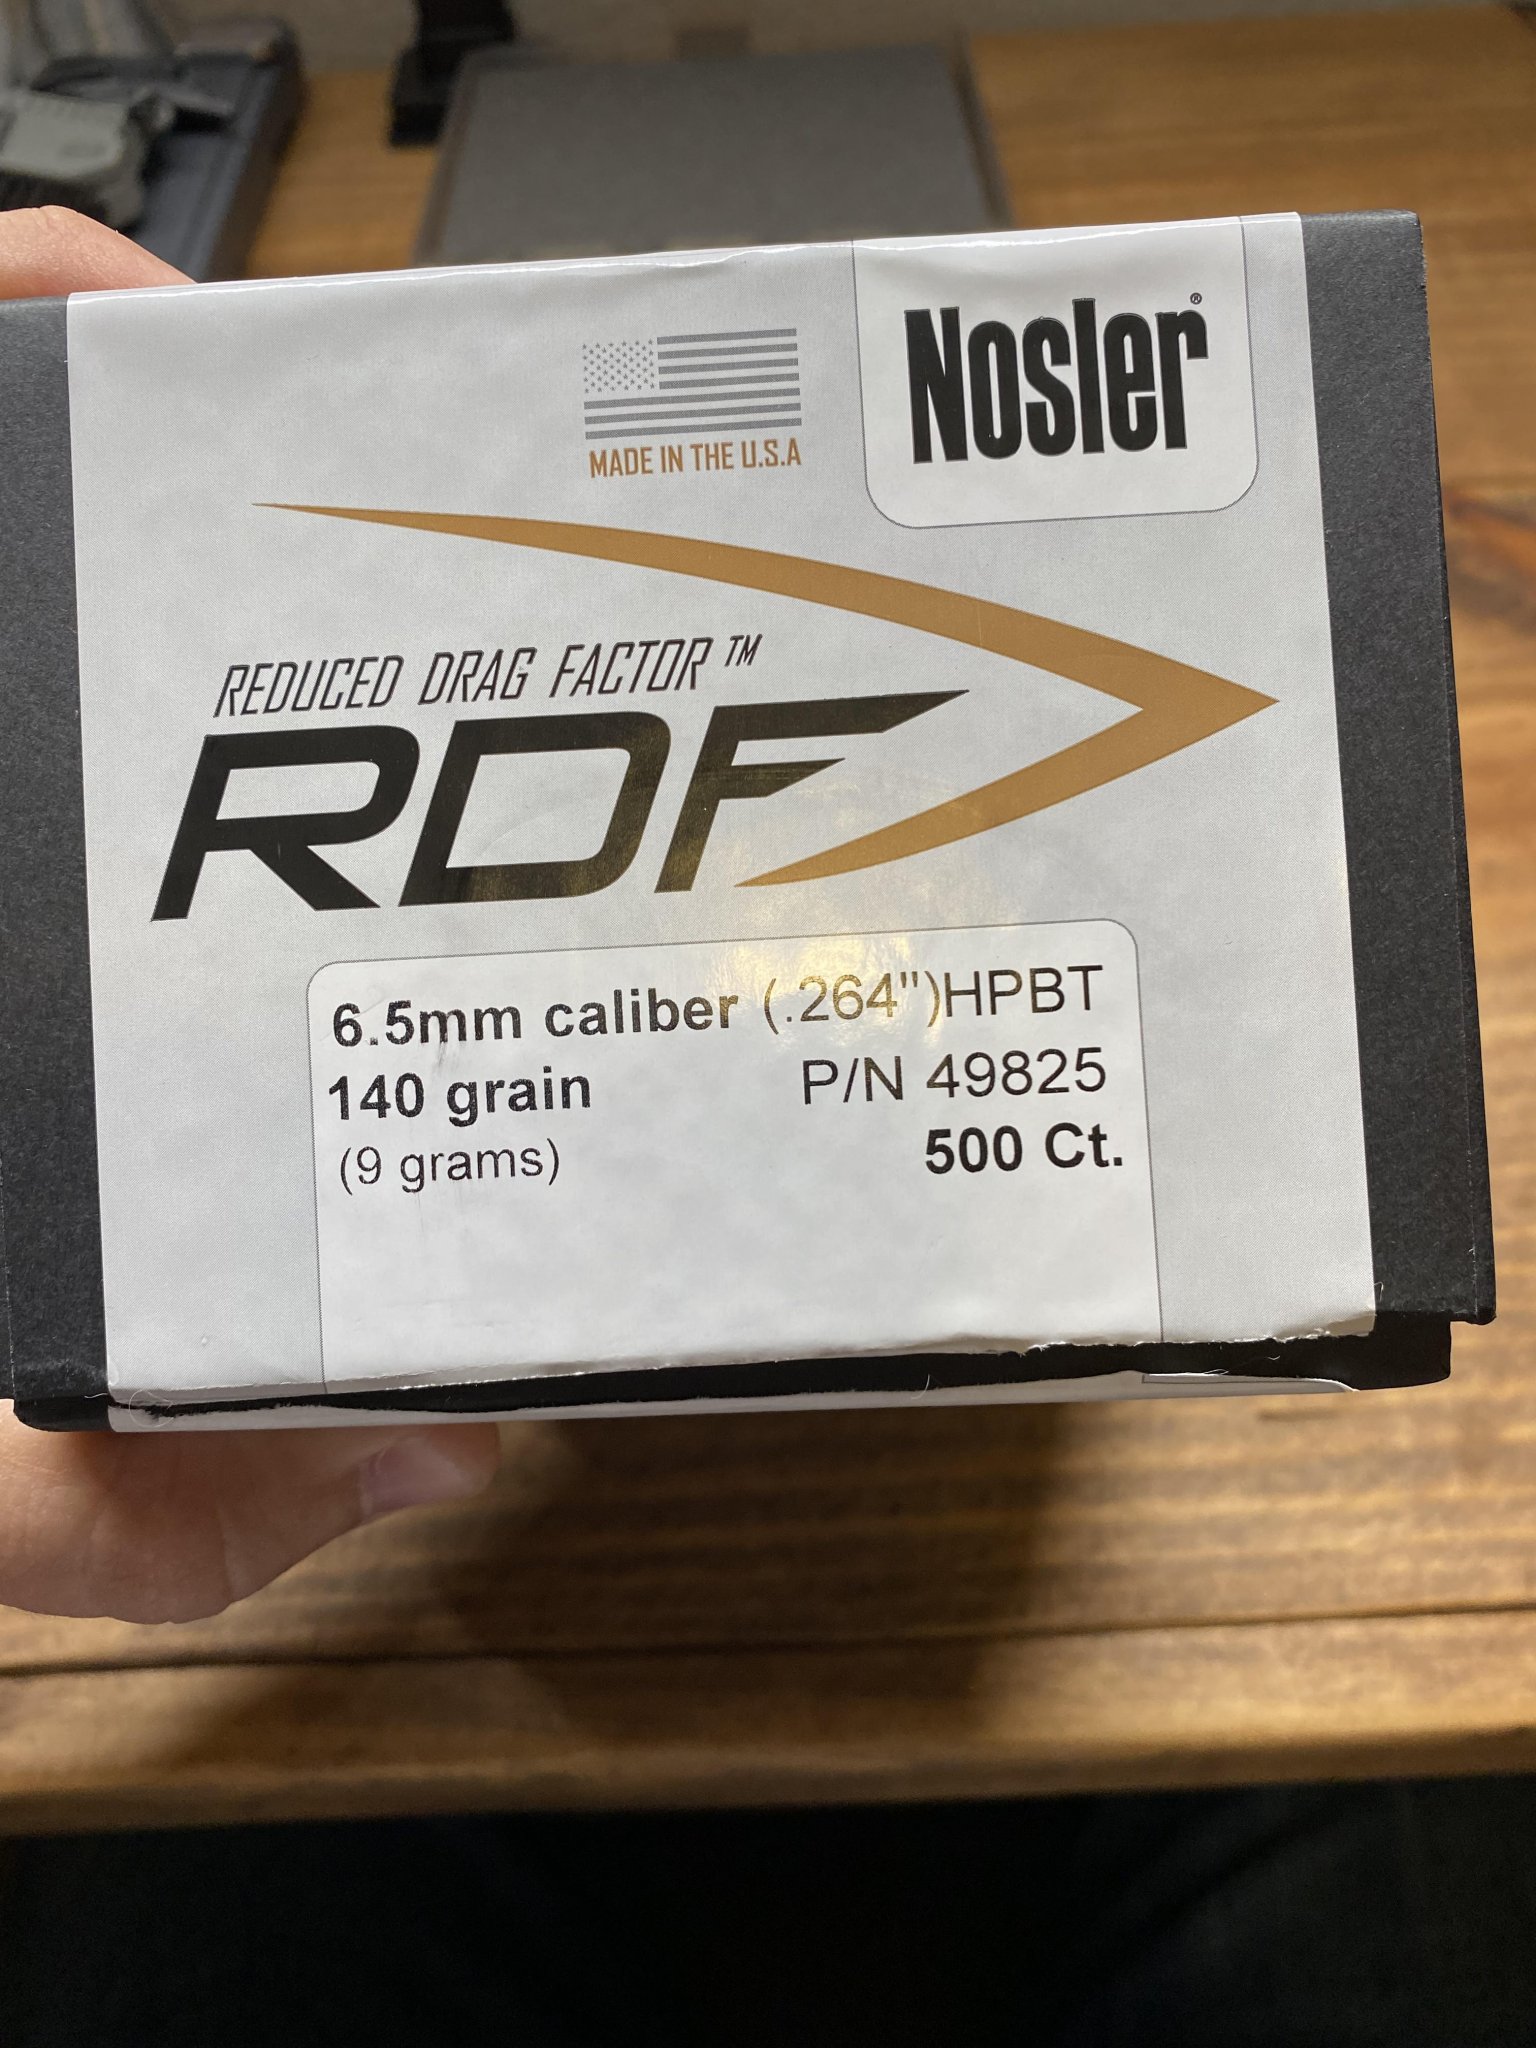 Nosler®
MADE IN THE U.S.A
REDUCED DRAG FACTOR™
RDF
6.5mm caliber (.264")HPBT
140 grain P/N 49825
(9 grams) 500 Ct.